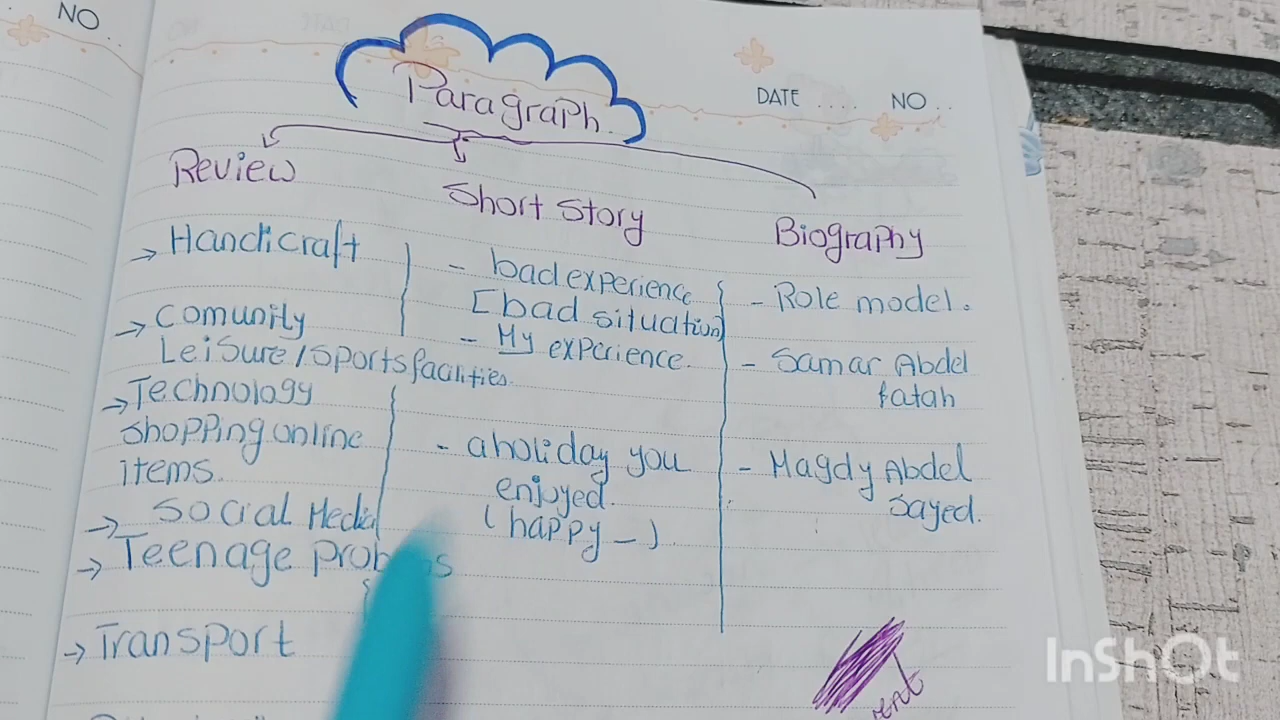 NO ..
DATE .... NO ..
Paragraph.
Review
Handicraft
Comunity
Leisure / Sports facilities.
Technology
Shopping online
items.
Social Media
Teenage
Transport
Short Story
- bad experience
[bad situation]
- My experience.
- a holiday you
enjoyed.
(happy _ ).
Biography
- Role model.
- Samar Abdel
fatah
- Magdy Abdel
Sayed.
InShOt